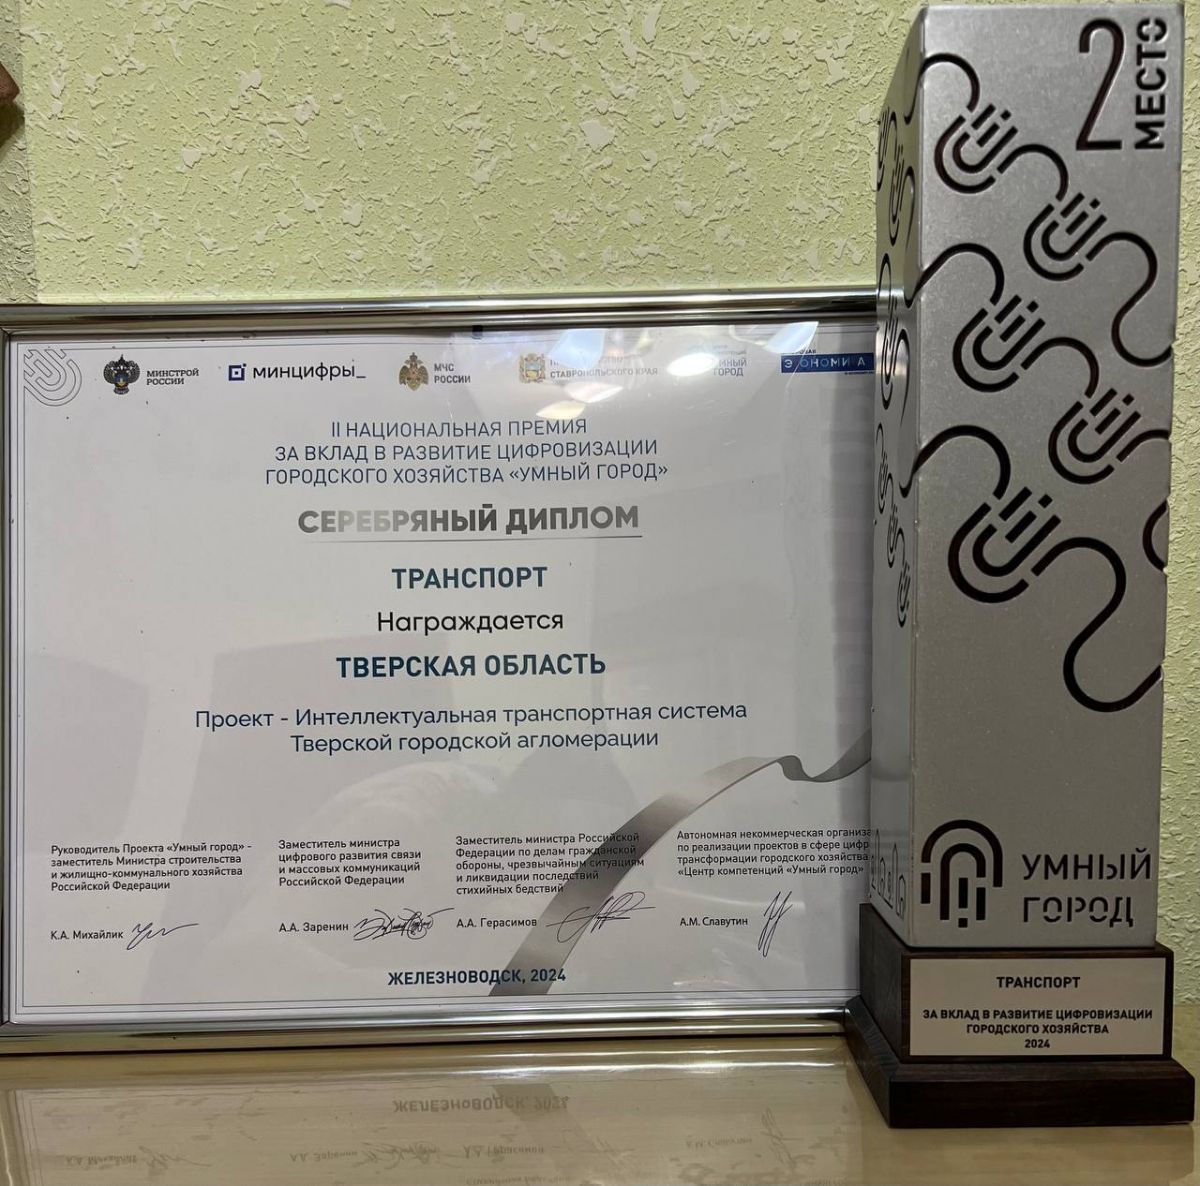 МИНСТРОЙ
РОССИИ
минцифры_
МЧС
РОССИИ
СТАВРОПОЛЬСКОГО КРАЯ
ГОРОД
II НАЦИОНАЛЬНАЯ ПРЕМИЯ
ЗА ВКЛАД В РАЗВИТИЕ ЦИФРОВИЗАЦИИ
ГОРОДСКОГО ХОЗЯЙСТВА «УМНЫЙ ГОРОД»
СЕРЕБРЯНЫЙ ДИПЛОМ
ТРАНСПОРТ
Награждается
ТВЕРСКАЯ ОБЛАСТЬ
Проект - Интеллектуальная транспортная система
Тверской городской агломерации
Руководитель Проекта «Умный город» -
заместитель Министра строительства
и жилищно-коммунального хозяйства
Российской Федерации
К.А. Михайлик
Заместитель министра
цифрового развития связи
и массовых коммуникаций
Российской Федерации
А.А. Заренин
Заместитель министра Российской
Федерации по делам гражданской
обороны, чрезвычайным ситуациям
и ликвидации последствий
стихийных бедствий
А.А. Герасимов
Автономная некоммерческая
по реализации проектов в сфере
трансформации городского хозяйства
«Центр компетенций «Умный город»
А.М. Славутин
ЖЕЛЕЗНОВОДСК, 2024
2
МЕСТО
УМНЫЙ
ГОРОД
ТРАНСПОРТ
ЗА ВКЛАД В РАЗВИТИЕ ЦИФРОВИЗАЦИИ
ГОРОДСКОГО ХОЗЯЙСТВА
2024